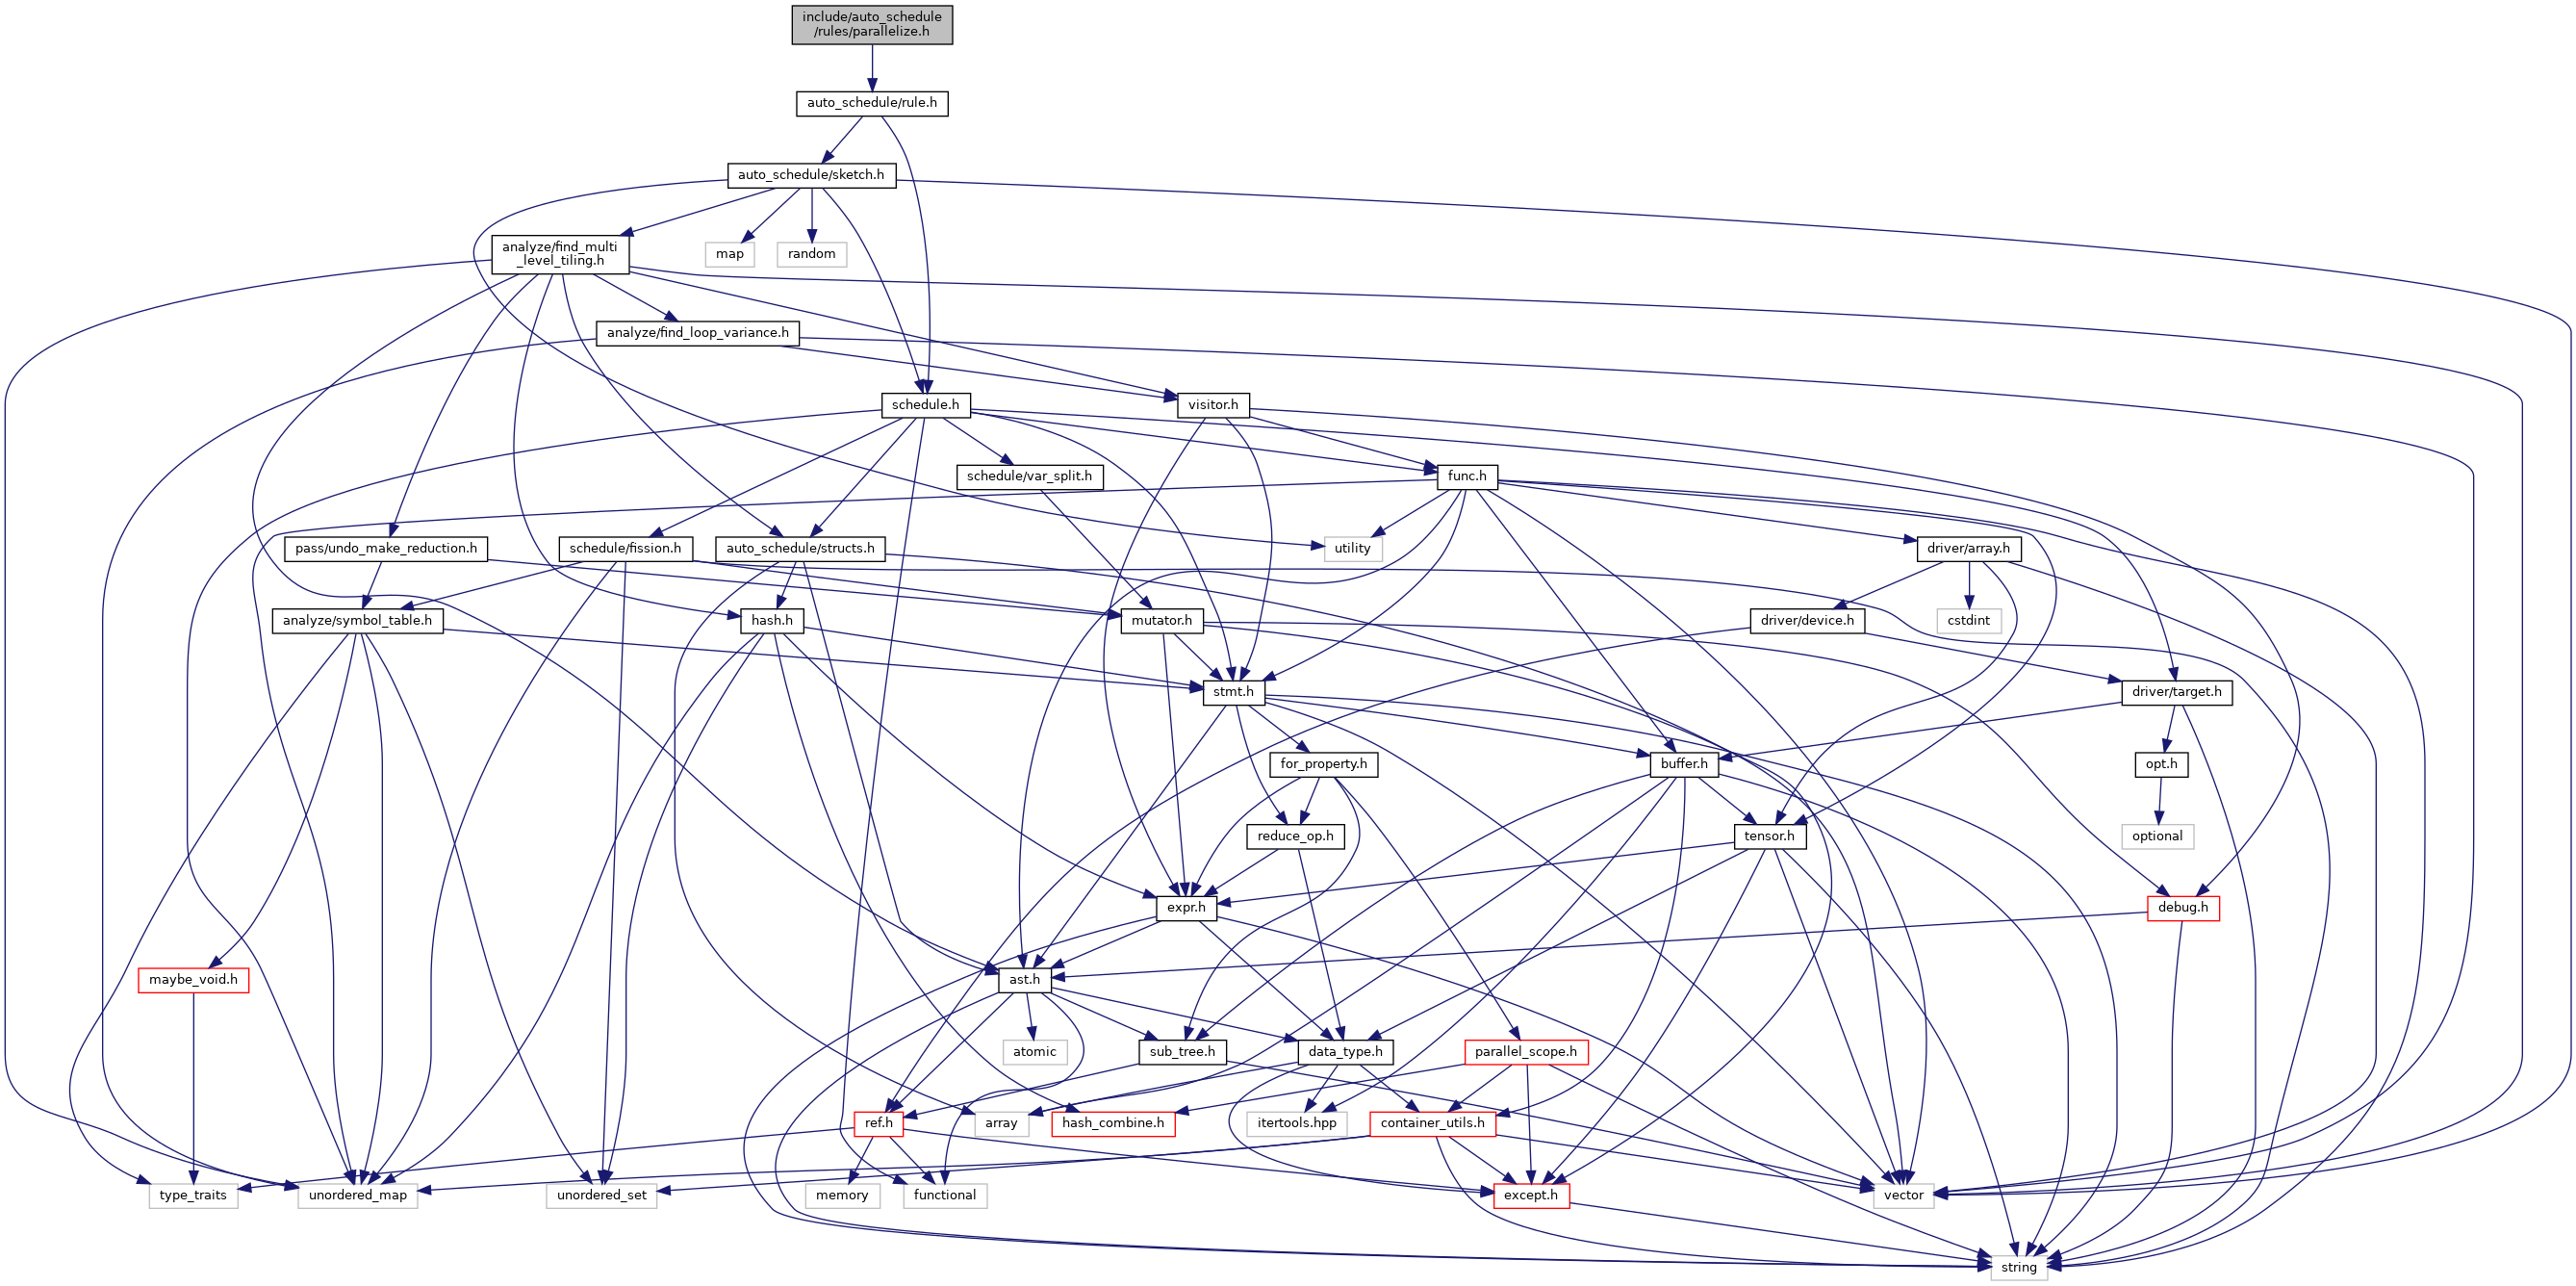 include/auto_schedule
/rules/parallelize.h
auto_schedule/rule.h
auto_schedule/sketch.h
analyze/find_multi
_level_tiling.h
map
random
analyze/find_loop_variance.h
schedule.h
visitor.h
schedule/var_split.h
func.h
pass/undo_make_reduction.h
schedule/fission.h
auto_schedule/structs.h
utility
driver/array.h
analyze/symbol_table.h
hash.h
mutator.h
driver/device.h
cstdint
stmt.h
driver/target.h
for_property.h
buffer.h
opt.h
reduce_op.h
tensor.h
optional
expr.h
debug.h
maybe_void.h
ast.h
atomic
sub_tree.h
data_type.h
parallel_scope.h
ref.h
array
hash_combine.h
itertools.hpp
container_utils.h
type_traits
unordered_map
unordered_set
memory
functional
except.h
vector
string